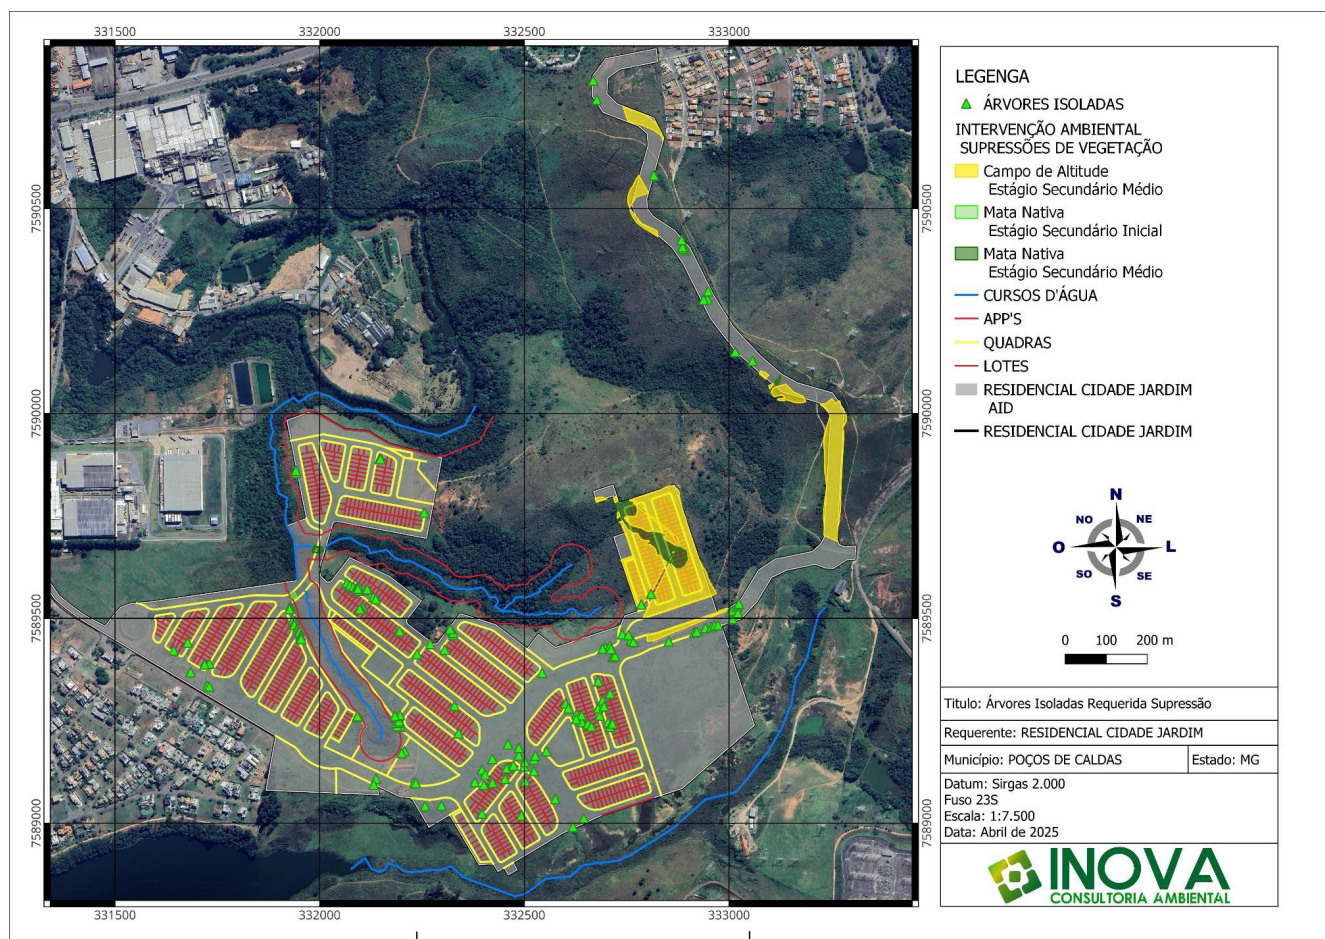 331500
332000
332500
333000
7590500
7590500
7590000
7590000
7589500
7589500
7589000
7589000
331500
332000
332500
333000
LEGENGA
ÁRVORES ISOLADAS
INTERVENÇÃO AMBIENTAL
SUPRESSÕES DE VEGETAÇÃO
Campo de Altitude
Estágio Secundário Médio
Mata Nativa
Estágio Secundário Inicial
Mata Nativa
Estágio Secundário Médio
CURSOS D'ÁGUA
APP'S
QUADRAS
LOTES
RESIDENCIAL CIDADE JARDIM
AID
RESIDENCIAL CIDADE JARDIM
N
NO
NE
O
L
SO
SE
S
0 100 200 m
Titulo: Árvores Isoladas Requerida Supressão
Requerente: RESIDENCIAL CIDADE JARDIM
Município: POÇOS DE CALDAS
Estado: MG
Datum: Sirgas 2.000
Fuso 23S
Escala: 1:7.500
Data: Abril de 2025
INOVA
CONSULTORIA AMBIENTAL